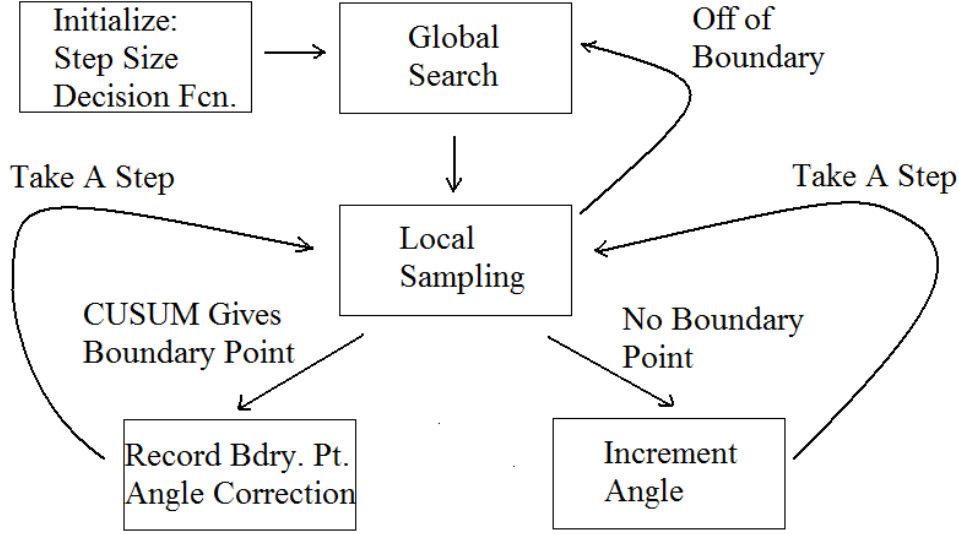 Initialize:
Step Size
Decision Fcn.
Global
Search
Off of
Boundary
Take A Step
Take A Step
Local
Sampling
CUSUM Gives
Boundary Point
No Boundary
Point
Record Bdry. Pt.
Angle Correction
Increment
Angle